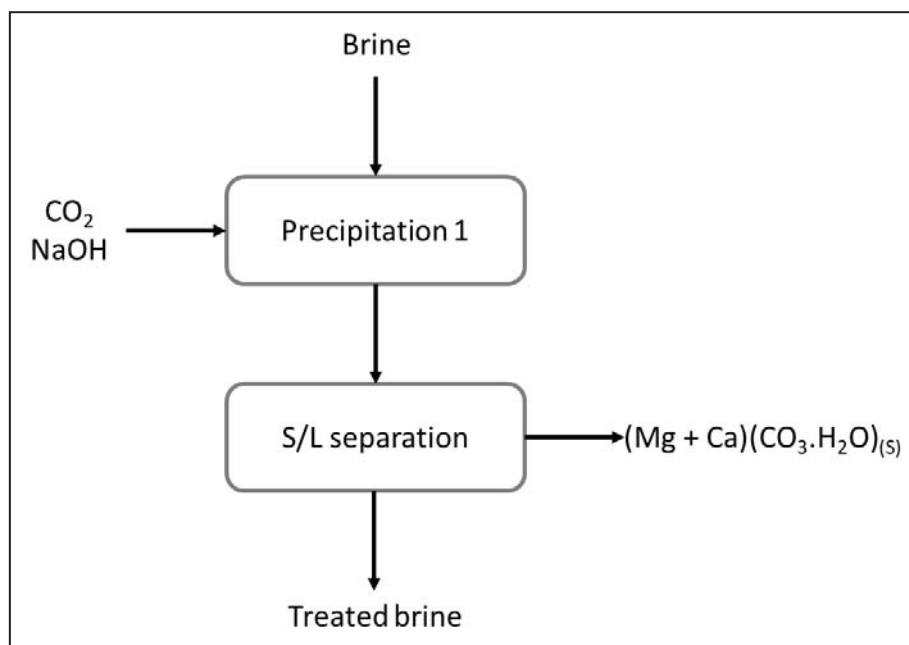 Brine
CO₂
NaOH
Precipitation 1
S/L separation
(Mg + Ca)(CO₃.H₂O)₍S₎
Treated brine